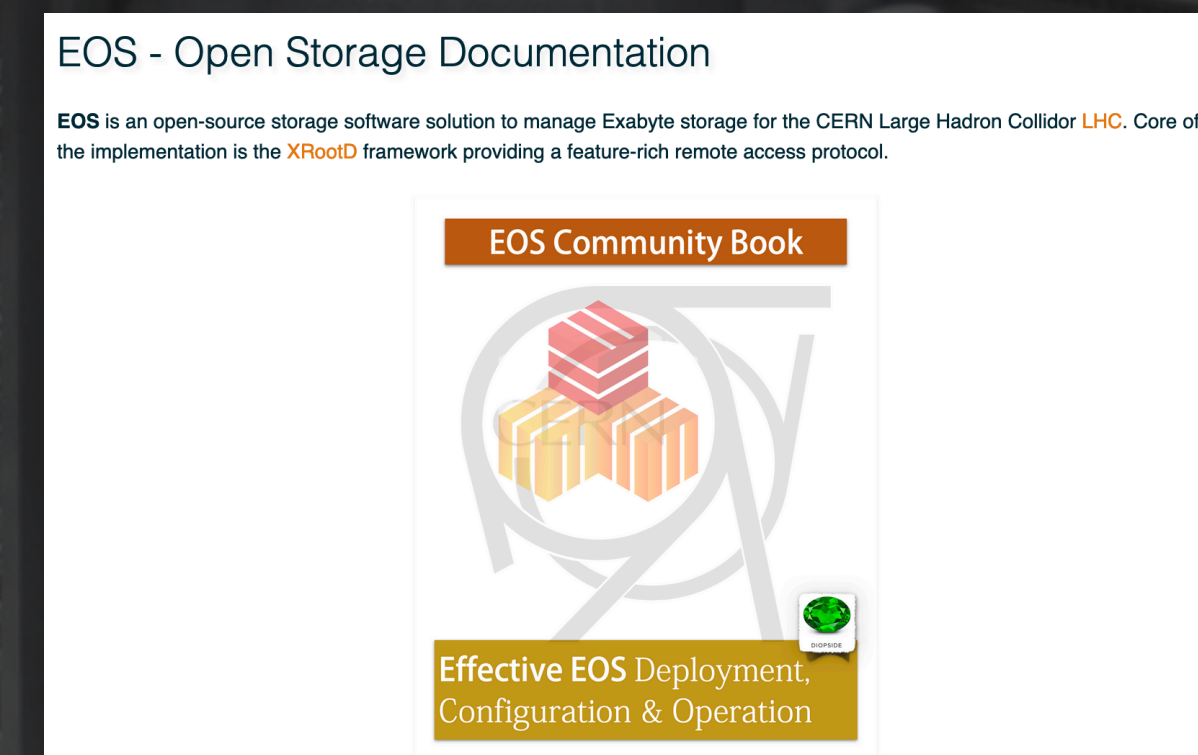 EOS - Open Storage Documentation
EOS is an open-source storage software solution to manage Exabyte storage for the CERN Large Hadron Collidor LHC. Core of
the implementation is the XRootD framework providing a feature-rich remote access protocol.
EOS Community Book
CERN
DIOPSIDE
Effective EOS Deployment,
Configuration & Operation